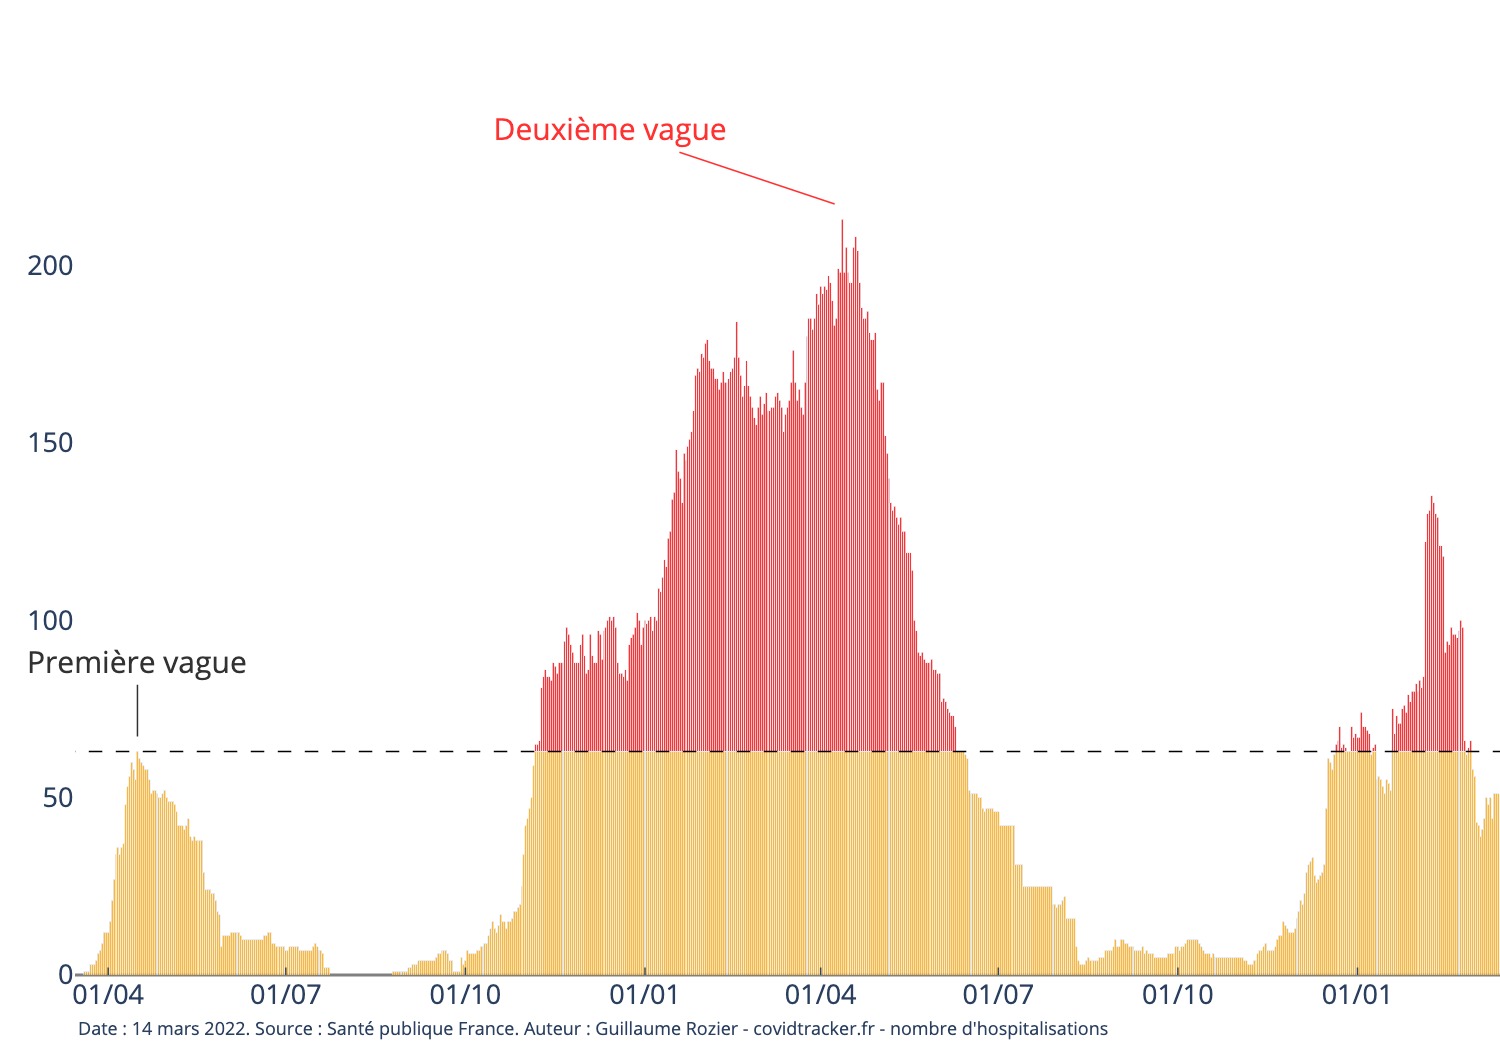 Deuxième vague
200
150
100
Première vague
50
0
01/04 01/07 01/10 01/01 01/04 01/07 01/10 01/01
Date : 14 mars 2022. Source : Santé publique France. Auteur : Guillaume Rozier - covidtracker.fr - nombre d'hospitalisations